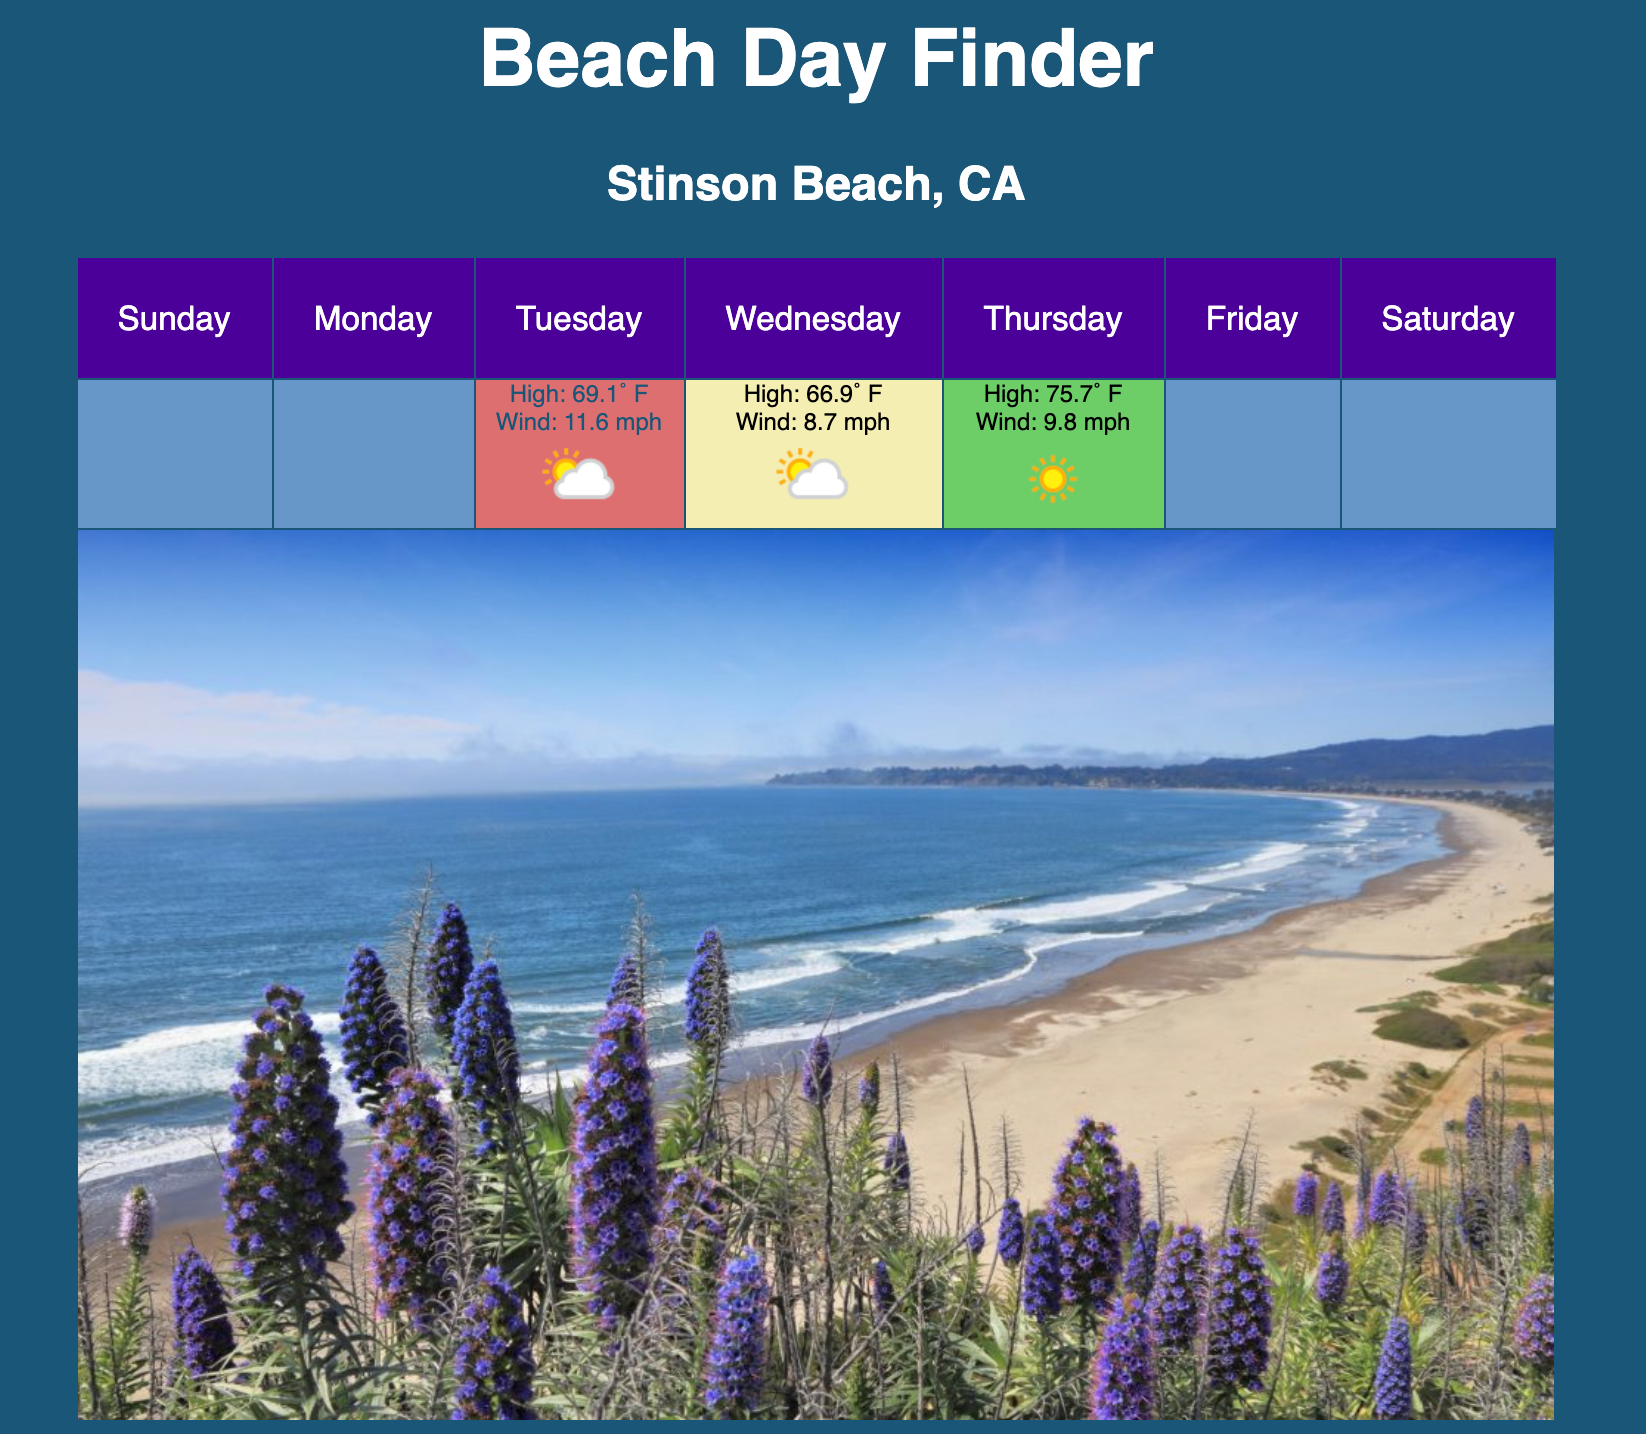 Beach Day Finder
Stinson Beach, CA
Sunday Monday Tuesday Wednesday Thursday Friday Saturday
High: 69.1˚ F
Wind: 11.6 mph
High: 66.9˚ F
Wind: 8.7 mph
High: 75.7˚ F
Wind: 9.8 mph